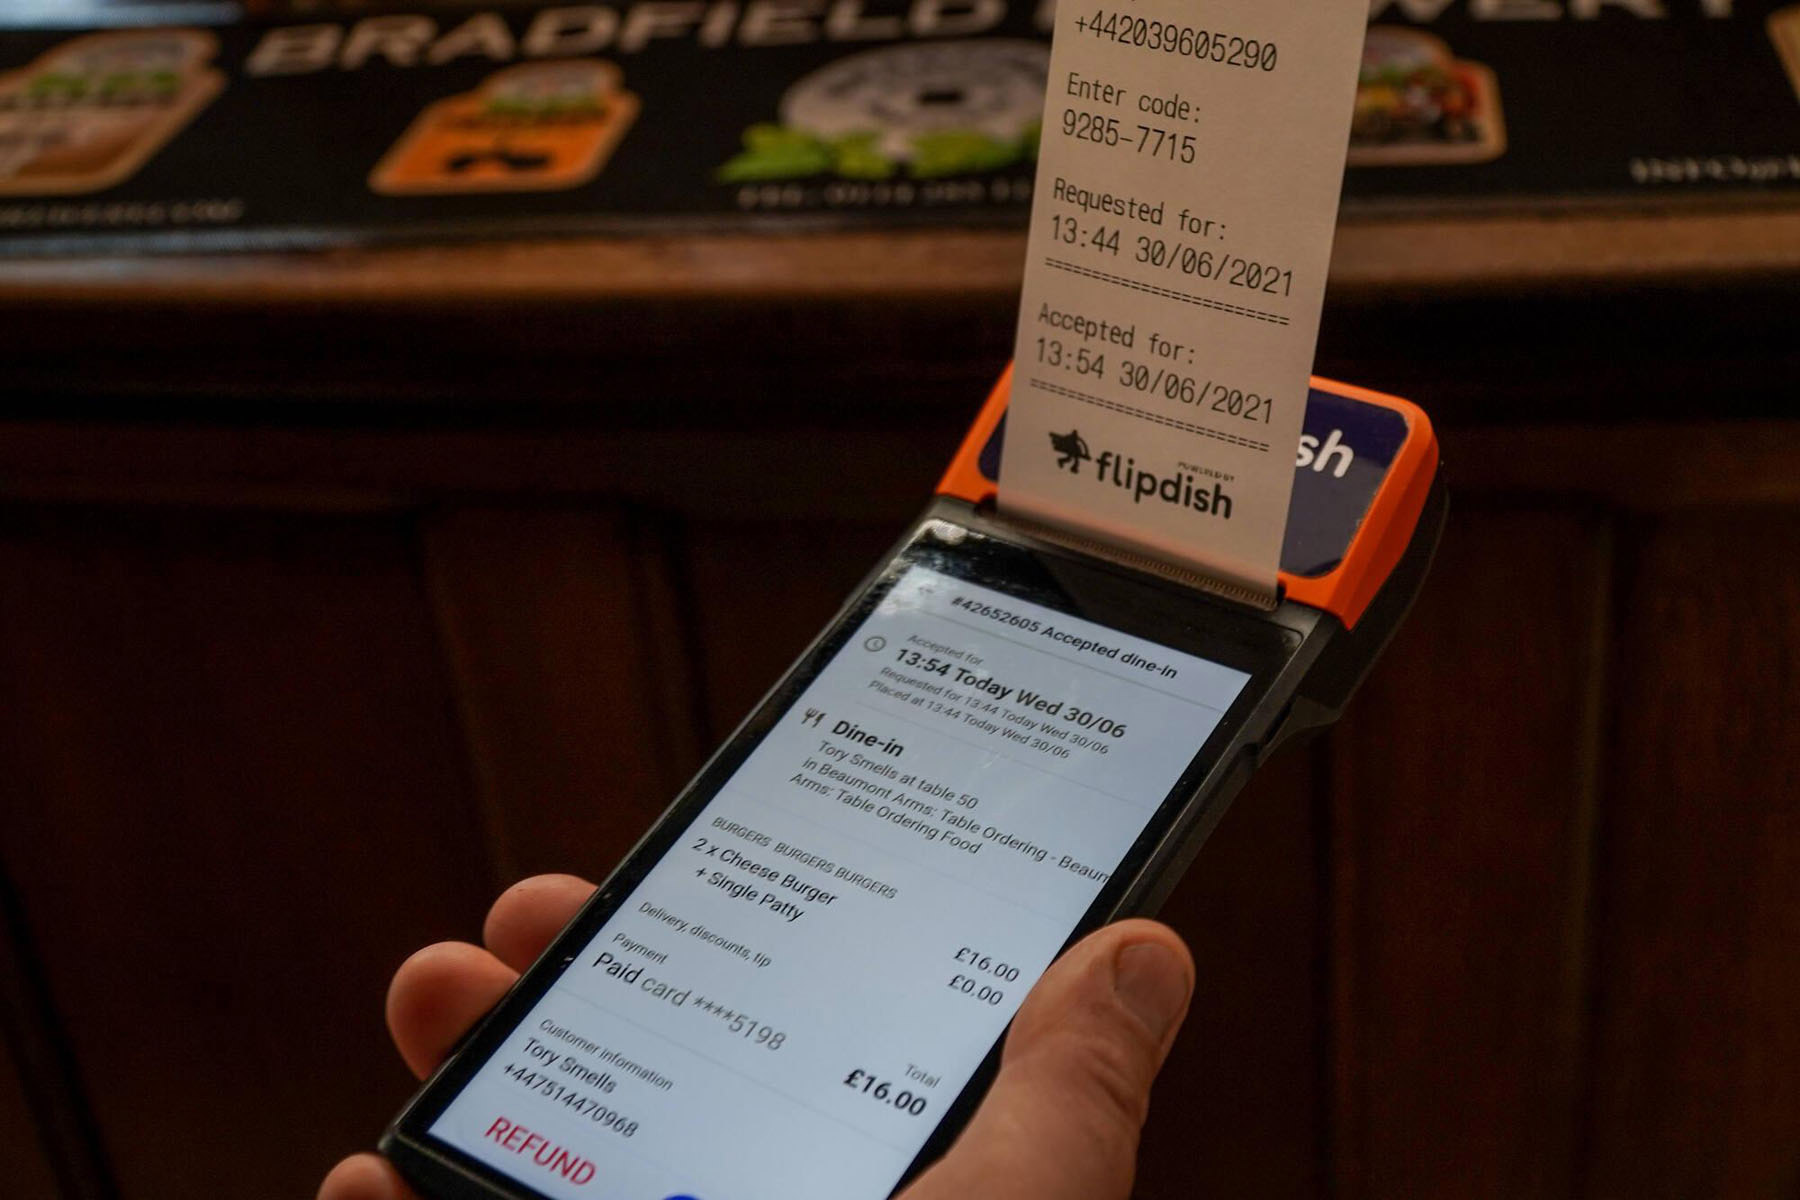 BRADFIELD
+442039605290
Enter code:
9285-7715
Requested for:
13:44 30/06/2021
====================
Accepted for:
13:54 30/06/2021
====================
POWERED BY
flipdish
sh
#42652605 Accepted dine-in
Accepted for
13:54 Today Wed 30/06
Requested for 13:44 Today Wed 30/06
Placed at 13:44 Today Wed 30/06
Dine-in
Tory Smells at table 50
in Beaumont Arms: Table Ordering - Beaum
Arms: Table Ordering Food
BURGERS BURGERS BURGERS
2 x Cheese Burger
+ Single Patty
£16.00
Delivery, discounts, tip
£0.00
Payment
Paid card ****5198
Total
£16.00
Customer information
Tory Smells
+447514470968
REFUND